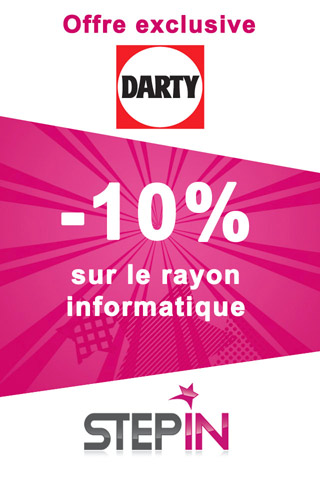 Offre exclusive
DARTY
-10%
sur le rayon
informatique
STEPIN